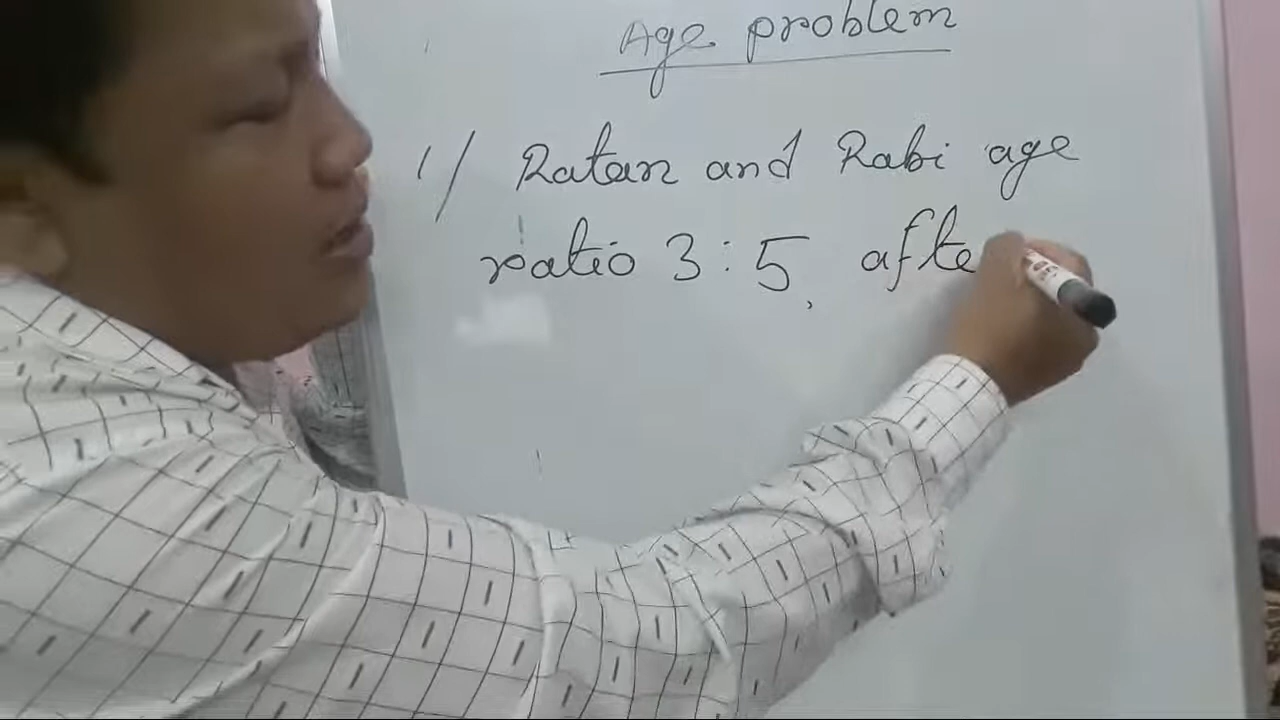 Age problem
1/ Ratan and Rabi age
ratio 3:5, afte